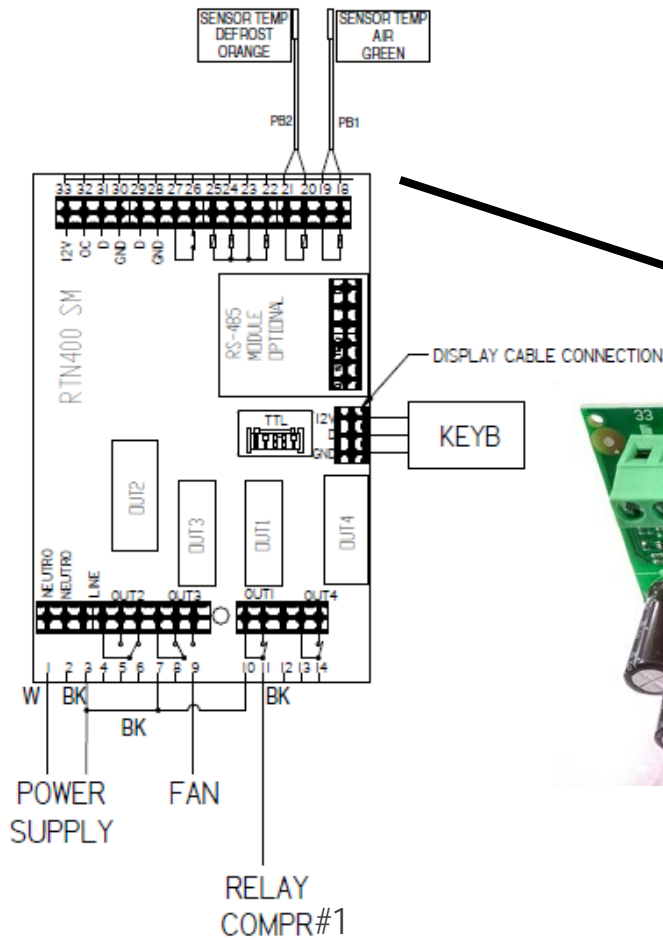 SENSOR TEMP
DEFROST
ORANGE
SENSOR TEMP
AIR
GREEN
PB2
PB1
33 32 31 30 29 28 27 26 25 24 23 22 21 20 19 18
12V OC D GND D GND
RTN400 SM
RS-485
MODULE
OPTIONAL
DISPLAY CABLE CONNECTION
TTL
12V
D
GND
KEYB
33
OUT2
OUT3
OUT1
OUT4
NEUTRO
NEUTRO
LINE
OUT2
OUT3
OUT1
OUT4
1 2 3 4 5 6 7 8 9 10 11 12 13 14
W BK
BK
BK
POWER
SUPPLY
FAN
RELAY
COMPR#1